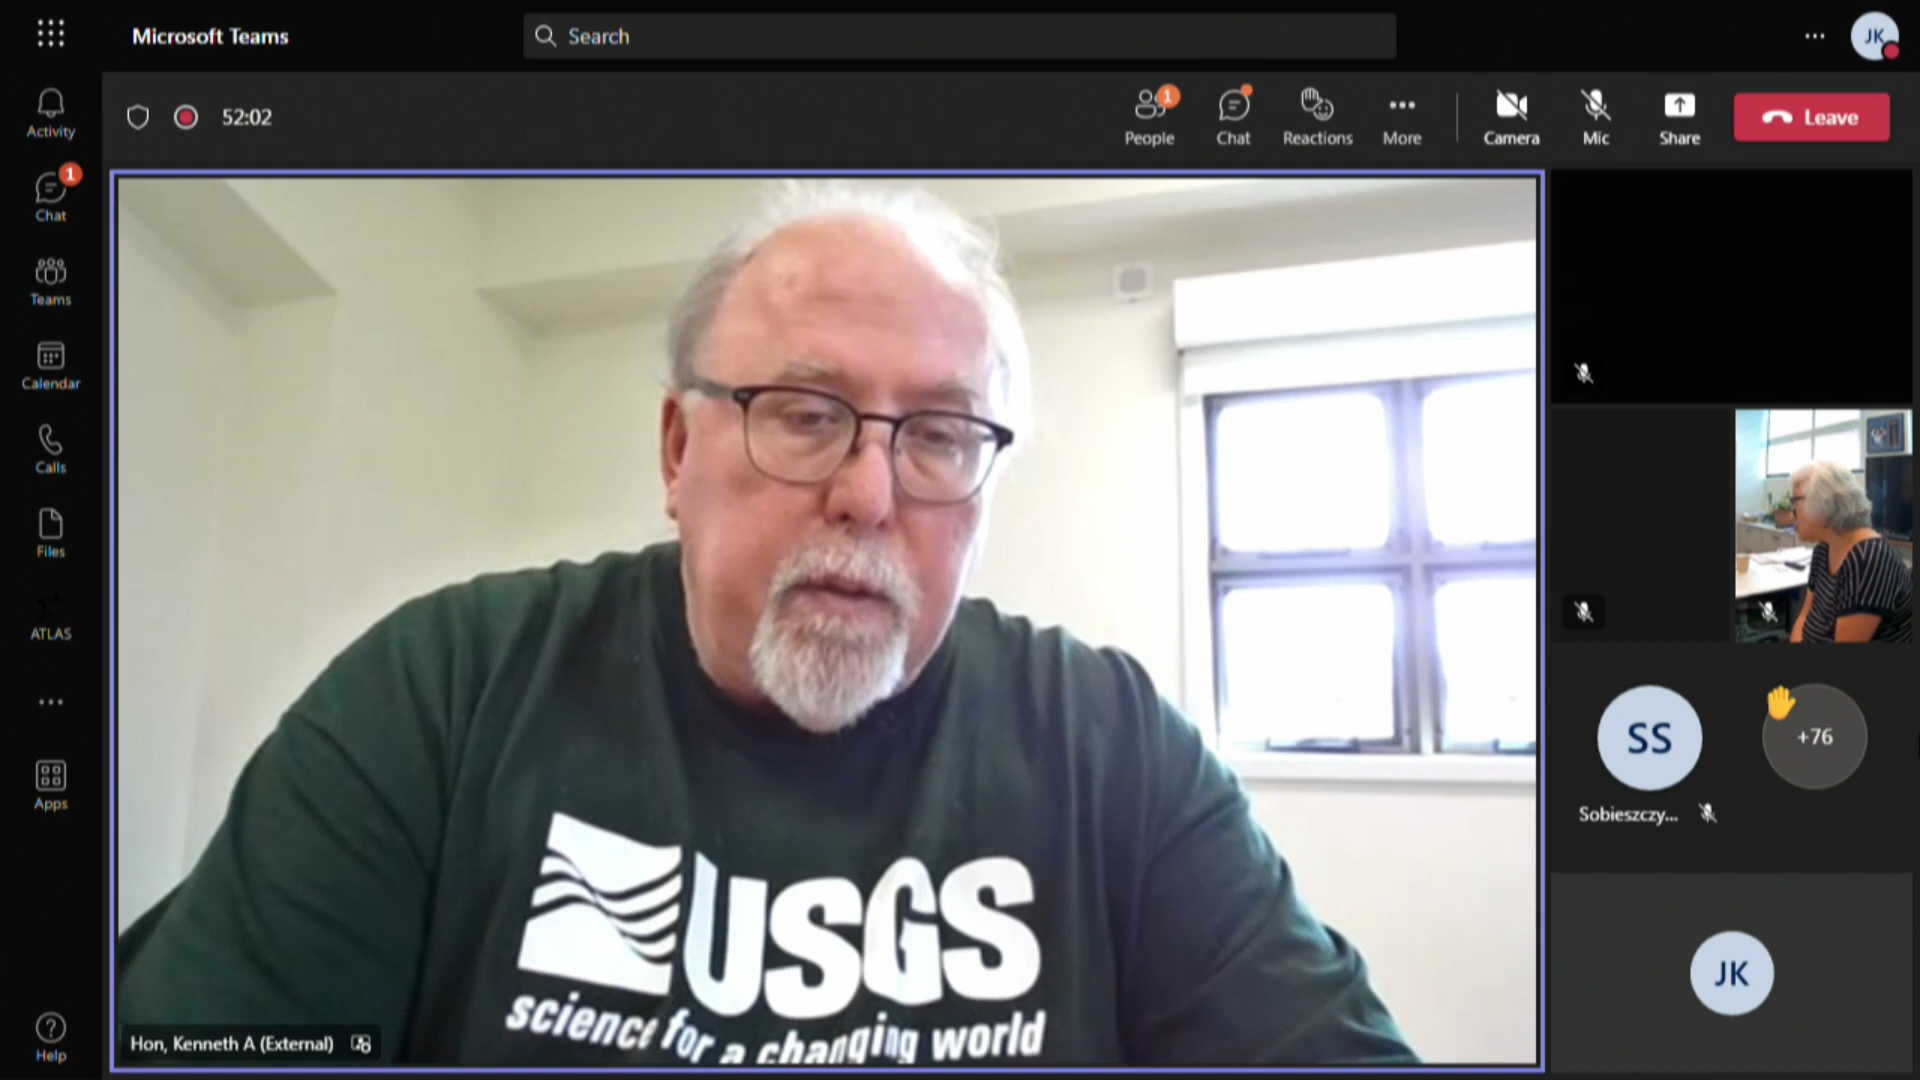 Microsoft Teams
Search
JK
Activity
52:02
1
People
Chat
Reactions
More
Camera
Mic
Share
Leave
1
Chat
Teams
Calendar
Calls
Files
ATLAS
Apps
Help
USGS
science for a changing world
Hon, Kenneth A (External)
SS
+76
Sobieszczy...
JK